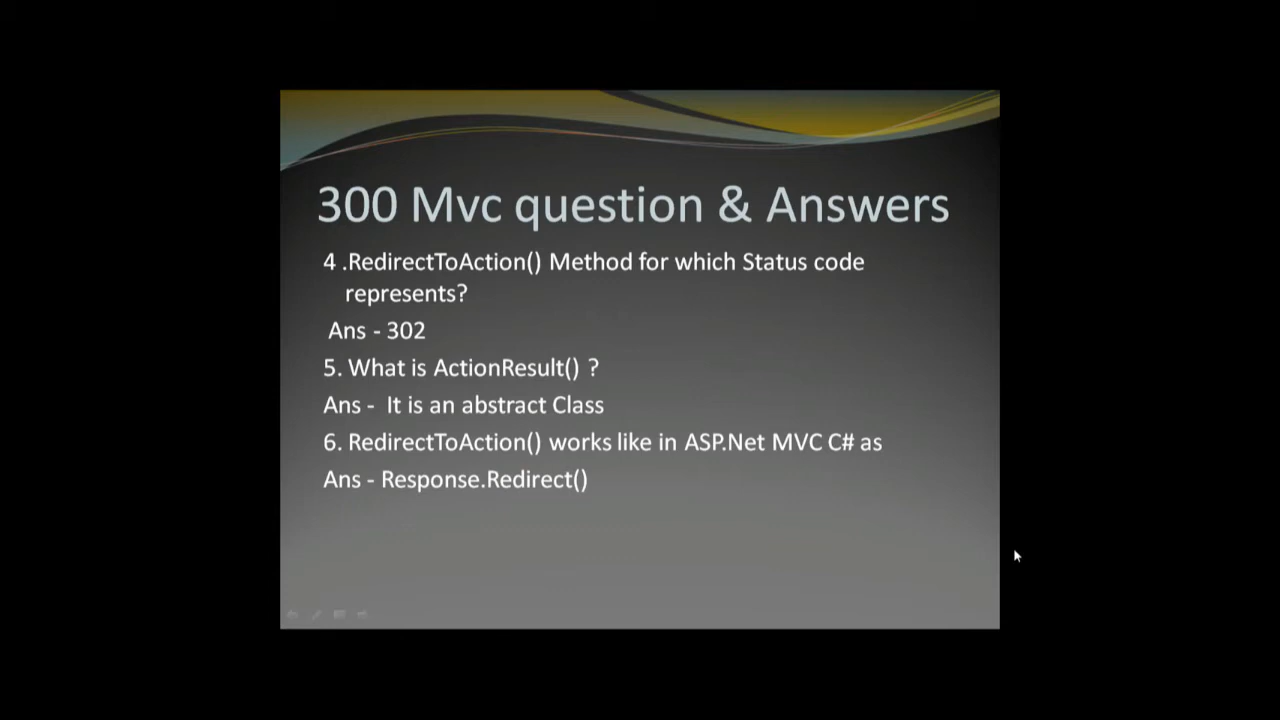 300 Mvc question & Answers
4 .RedirectToAction() Method for which Status code
represents?
Ans - 302
5. What is ActionResult() ?
Ans -  It is an abstract Class
6. RedirectToAction() works like in ASP.Net MVC C# as
Ans - Response.Redirect()